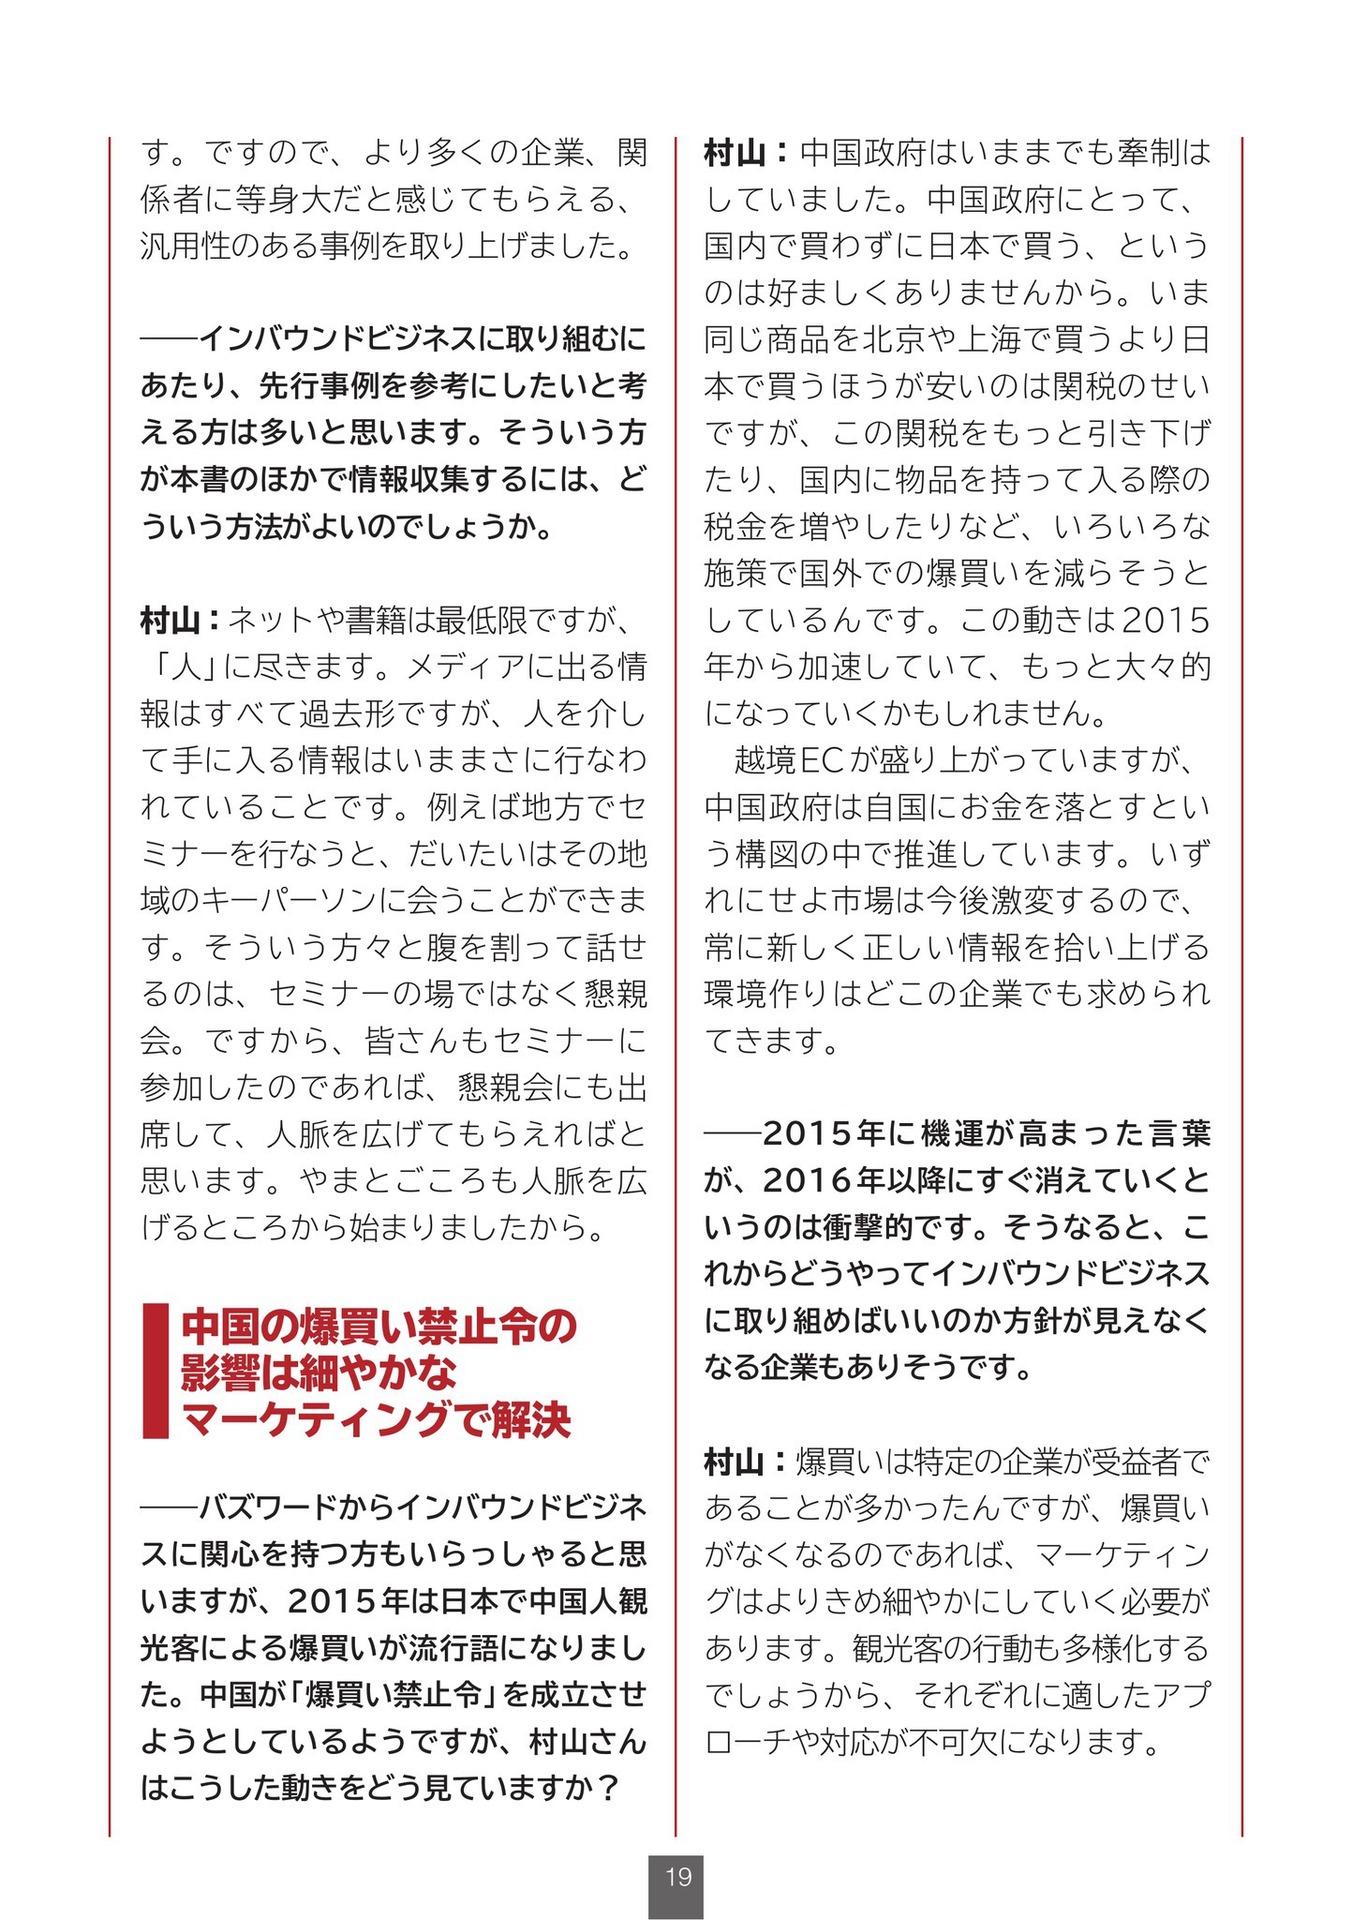 す。ですので、より多くの企業、関
係者に等身大だと感じてもらえる、
汎用性のある事例を取り上げました。
――インバウンドビジネスに取り組むに
あたり、先行事例を参考にしたいと考
える方は多いと思います。そういう方
が本書のほかで情報収集するには、ど
ういう方法がよいのでしょうか。
村山：ネットや書籍は最低限ですが、
「人」に尽きます。メディアに出る情
報はすべて過去形ですが、人を介し
て手に入る情報はいままさに行なわ
れていることです。例えば地方でセ
ミナーを行なうと、だいたいはその地
域のキーパーソンに会うことができま
す。そういう方々と腹を割って話せ
るのは、セミナーの場ではなく懇親
会。ですから、皆さんもセミナーに
参加したのであれば、懇親会にも出
席して、人脈を広げてもらえればと
思います。やまとごころも人脈を広
げるところから始まりましたから。
中国の爆買い禁止令の
影響は細やかな
マーケティングで解決
――バズワードからインバウンドビジネ
スに関心を持つ方もいらっしゃると思
いますが、2015年は日本で中国人観
光客による爆買いが流行語になりまし
た。中国が「爆買い禁止令」を成立させ
ようとしているようですが、村山さん
はこうした動きをどう見ていますか？
村山：中国政府はいままでも牽制は
していました。中国政府にとって、
国内で買わずに日本で買う、という
のは好ましくありませんから。いま
同じ商品を北京や上海で買うより日
本で買うほうが安いのは関税のせい
ですが、この関税をもっと引き下げ
たり、国内に物品を持って入る際の
税金を増やしたりなど、いろいろな
施策で国外での爆買いを減らそうと
しているんです。この動きは2015
年から加速していて、もっと大々的
になっていくかもしれません。
　越境ECが盛り上がっていますが、
中国政府は自国にお金を落とすとい
う構図の中で推進しています。いず
れにせよ市場は今後激変するので、
常に新しく正しい情報を拾い上げる
環境作りはどこの企業でも求められ
てきます。
――2015年に機運が高まった言葉
が、2016年以降にすぐ消えていくと
いうのは衝撃的です。そうなると、こ
れからどうやってインバウンドビジネス
に取り組めばいいのか方針が見えなく
なる企業もありそうです。
村山：爆買いは特定の企業が受益者で
あることが多かったんですが、爆買い
がなくなるのであれば、マーケティン
グはよりきめ細やかにしていく必要が
あります。観光客の行動も多様化する
でしょうから、それぞれに適したアプ
ローチや対応が不可欠になります。
19